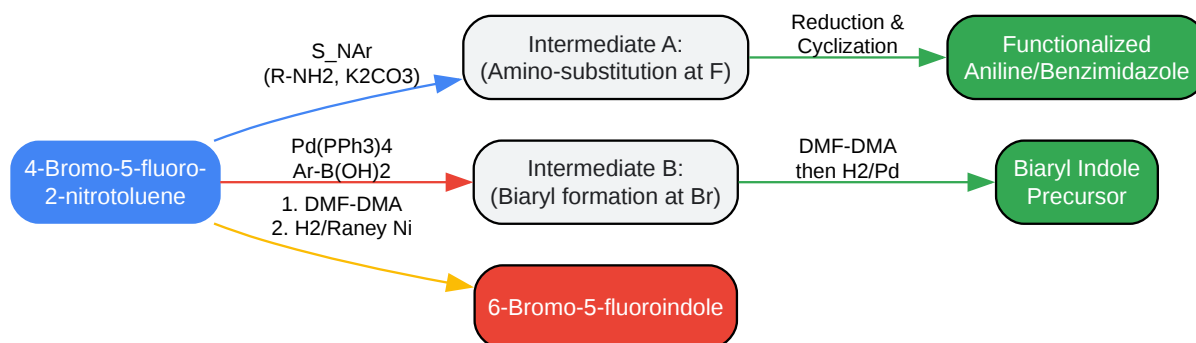 S_NAr
(R-NH2, K2CO3)
Intermediate A:
(Amino-substitution at F)
Reduction &
Cyclization
Functionalized
Aniline/Benzimidazole
4-Bromo-5-fluoro-
2-nitrotoluene
Pd(PPh3)4
Ar-B(OH)2
Intermediate B:
(Biaryl formation at Br)
DMF-DMA
then H2/Pd
Biaryl Indole
Precursor
1. DMF-DMA
2. H2/Raney Ni
6-Bromo-5-fluoroindole